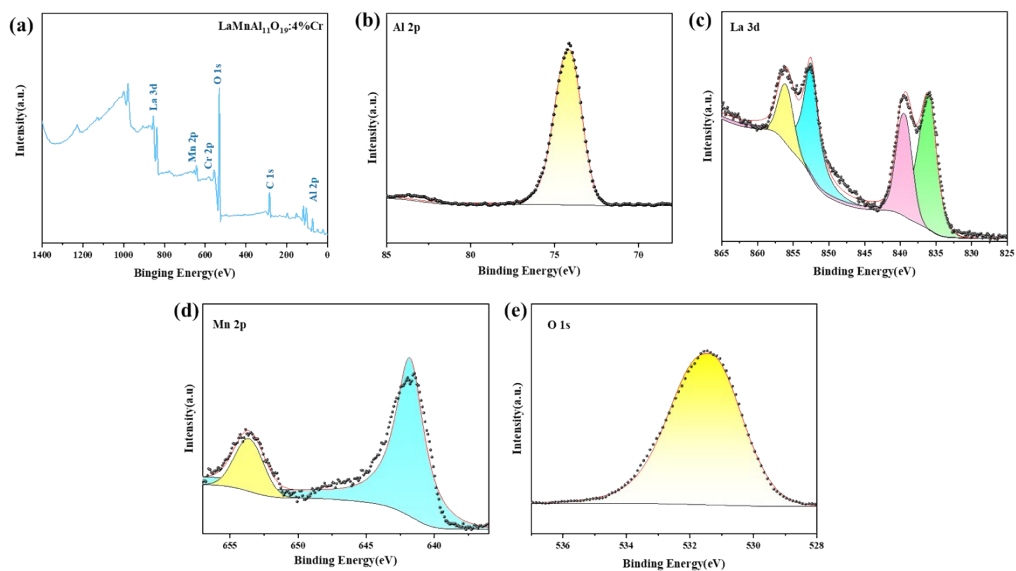 (a)
LaMnAl₁₁O₁₉:4%Cr
La 3d
Mn 2p
Cr 2p
O 1s
C 1s
Al 2p
Intensity(a.u.)
1400 1200 1000 800 600 400 200 0
Binging Energy(eV)
(b)
Al 2p
Intensity(a.u.)
85 80 75 70
Binding Energy(eV)
(c)
La 3d
Intensity(a.u.)
865 860 855 850 845 840 835 830 825
Binding Energy(eV)
(d)
Mn 2p
Intensity(a.u)
655 650 645 640
Binding Energy(eV)
(e)
O 1s
Intensity(a.u.)
536 534 532 530 528
Binding Energy(eV)